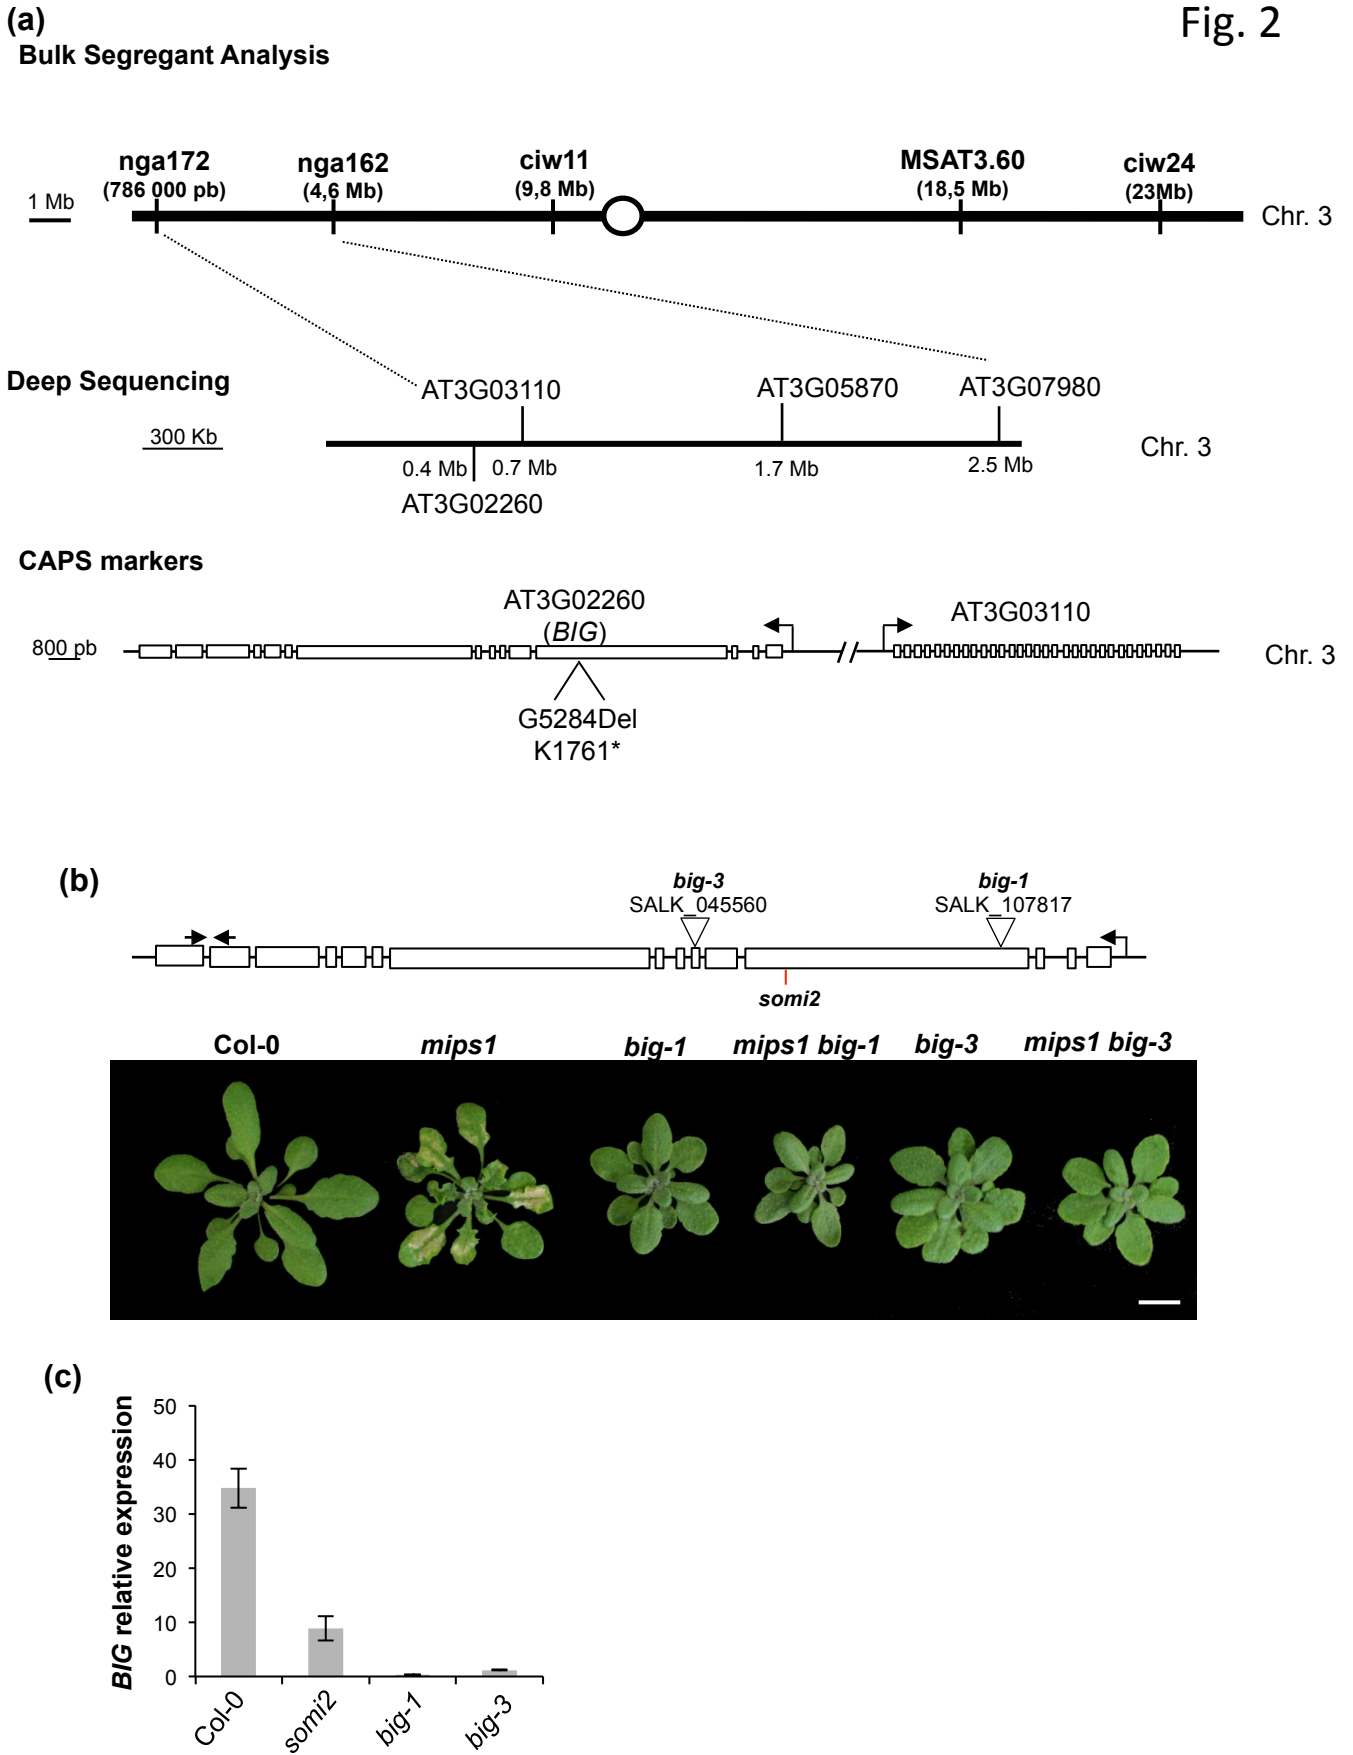 (a)
Fig. 2
Bulk Segregant Analysis
nga172
(786 000 pb)
nga162
(4,6 Mb)
ciw11
(9,8 Mb)
MSAT3.60
(18,5 Mb)
ciw24
(23Mb)
1 Mb
Chr. 3
Deep Sequencing
AT3G03110
AT3G05870
AT3G07980
300 Kb
Chr. 3
0.4 Mb
0.7 Mb
1.7 Mb
2.5 Mb
AT3G02260
CAPS markers
AT3G02260
(BIG)
AT3G03110
800 pb
Chr. 3
G5284Del
K1761*
(b)
big-3
SALK_045560
big-1
SALK_107817
somi2
Col-0
mips1
big-1
mips1 big-1
big-3
mips1 big-3
(c)
BIG relative expression
50
40
30
20
10
0
Col-0
somi2
big-1
big-3